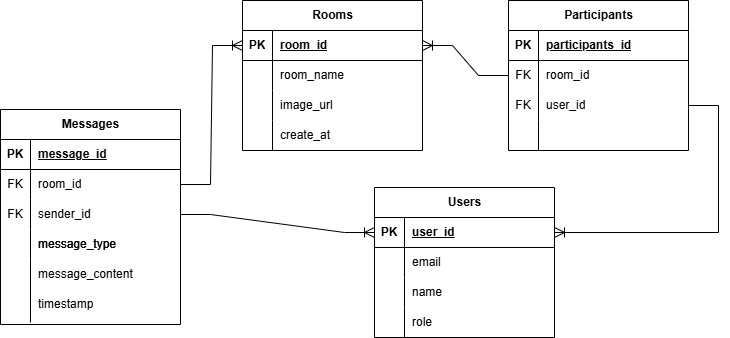 Rooms
PK room_id
room_name
image_url
create_at
Participants
PK participants_id
FK room_id
FK user_id
Messages
PK message_id
FK room_id
FK sender_id
message_type
message_content
timestamp
Users
PK user_id
email
name
role